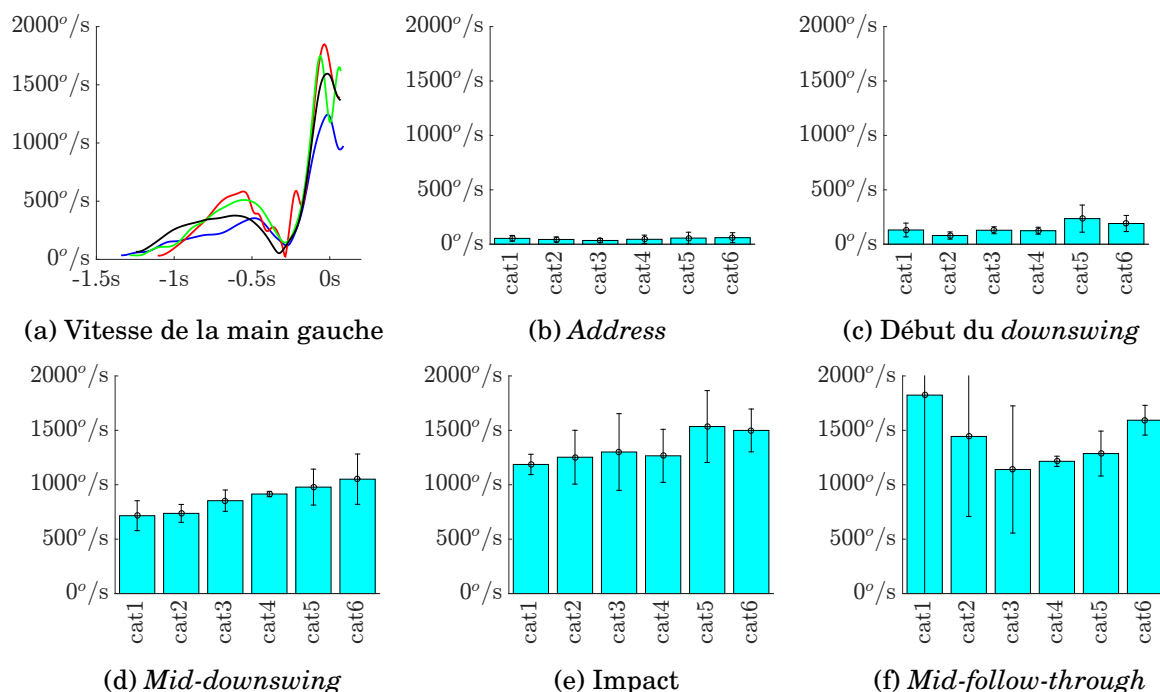 2000°/s
1500°/s
1000°/s
500°/s
0°/s
-1.5s -1s -0.5s 0s
(a) Vitesse de la main gauche
2000°/s
1500°/s
1000°/s
500°/s
0°/s
cat1 cat2 cat3 cat4 cat5 cat6
(b) Address
2000°/s
1500°/s
1000°/s
500°/s
0°/s
cat1 cat2 cat3 cat4 cat5 cat6
(c) Début du downswing
2000°/s
1500°/s
1000°/s
500°/s
0°/s
cat1 cat2 cat3 cat4 cat5 cat6
(d) Mid-downswing
2000°/s
1500°/s
1000°/s
500°/s
0°/s
cat1 cat2 cat3 cat4 cat5 cat6
(e) Impact
2000°/s
1500°/s
1000°/s
500°/s
0°/s
cat1 cat2 cat3 cat4 cat5 cat6
(f) Mid-follow-through